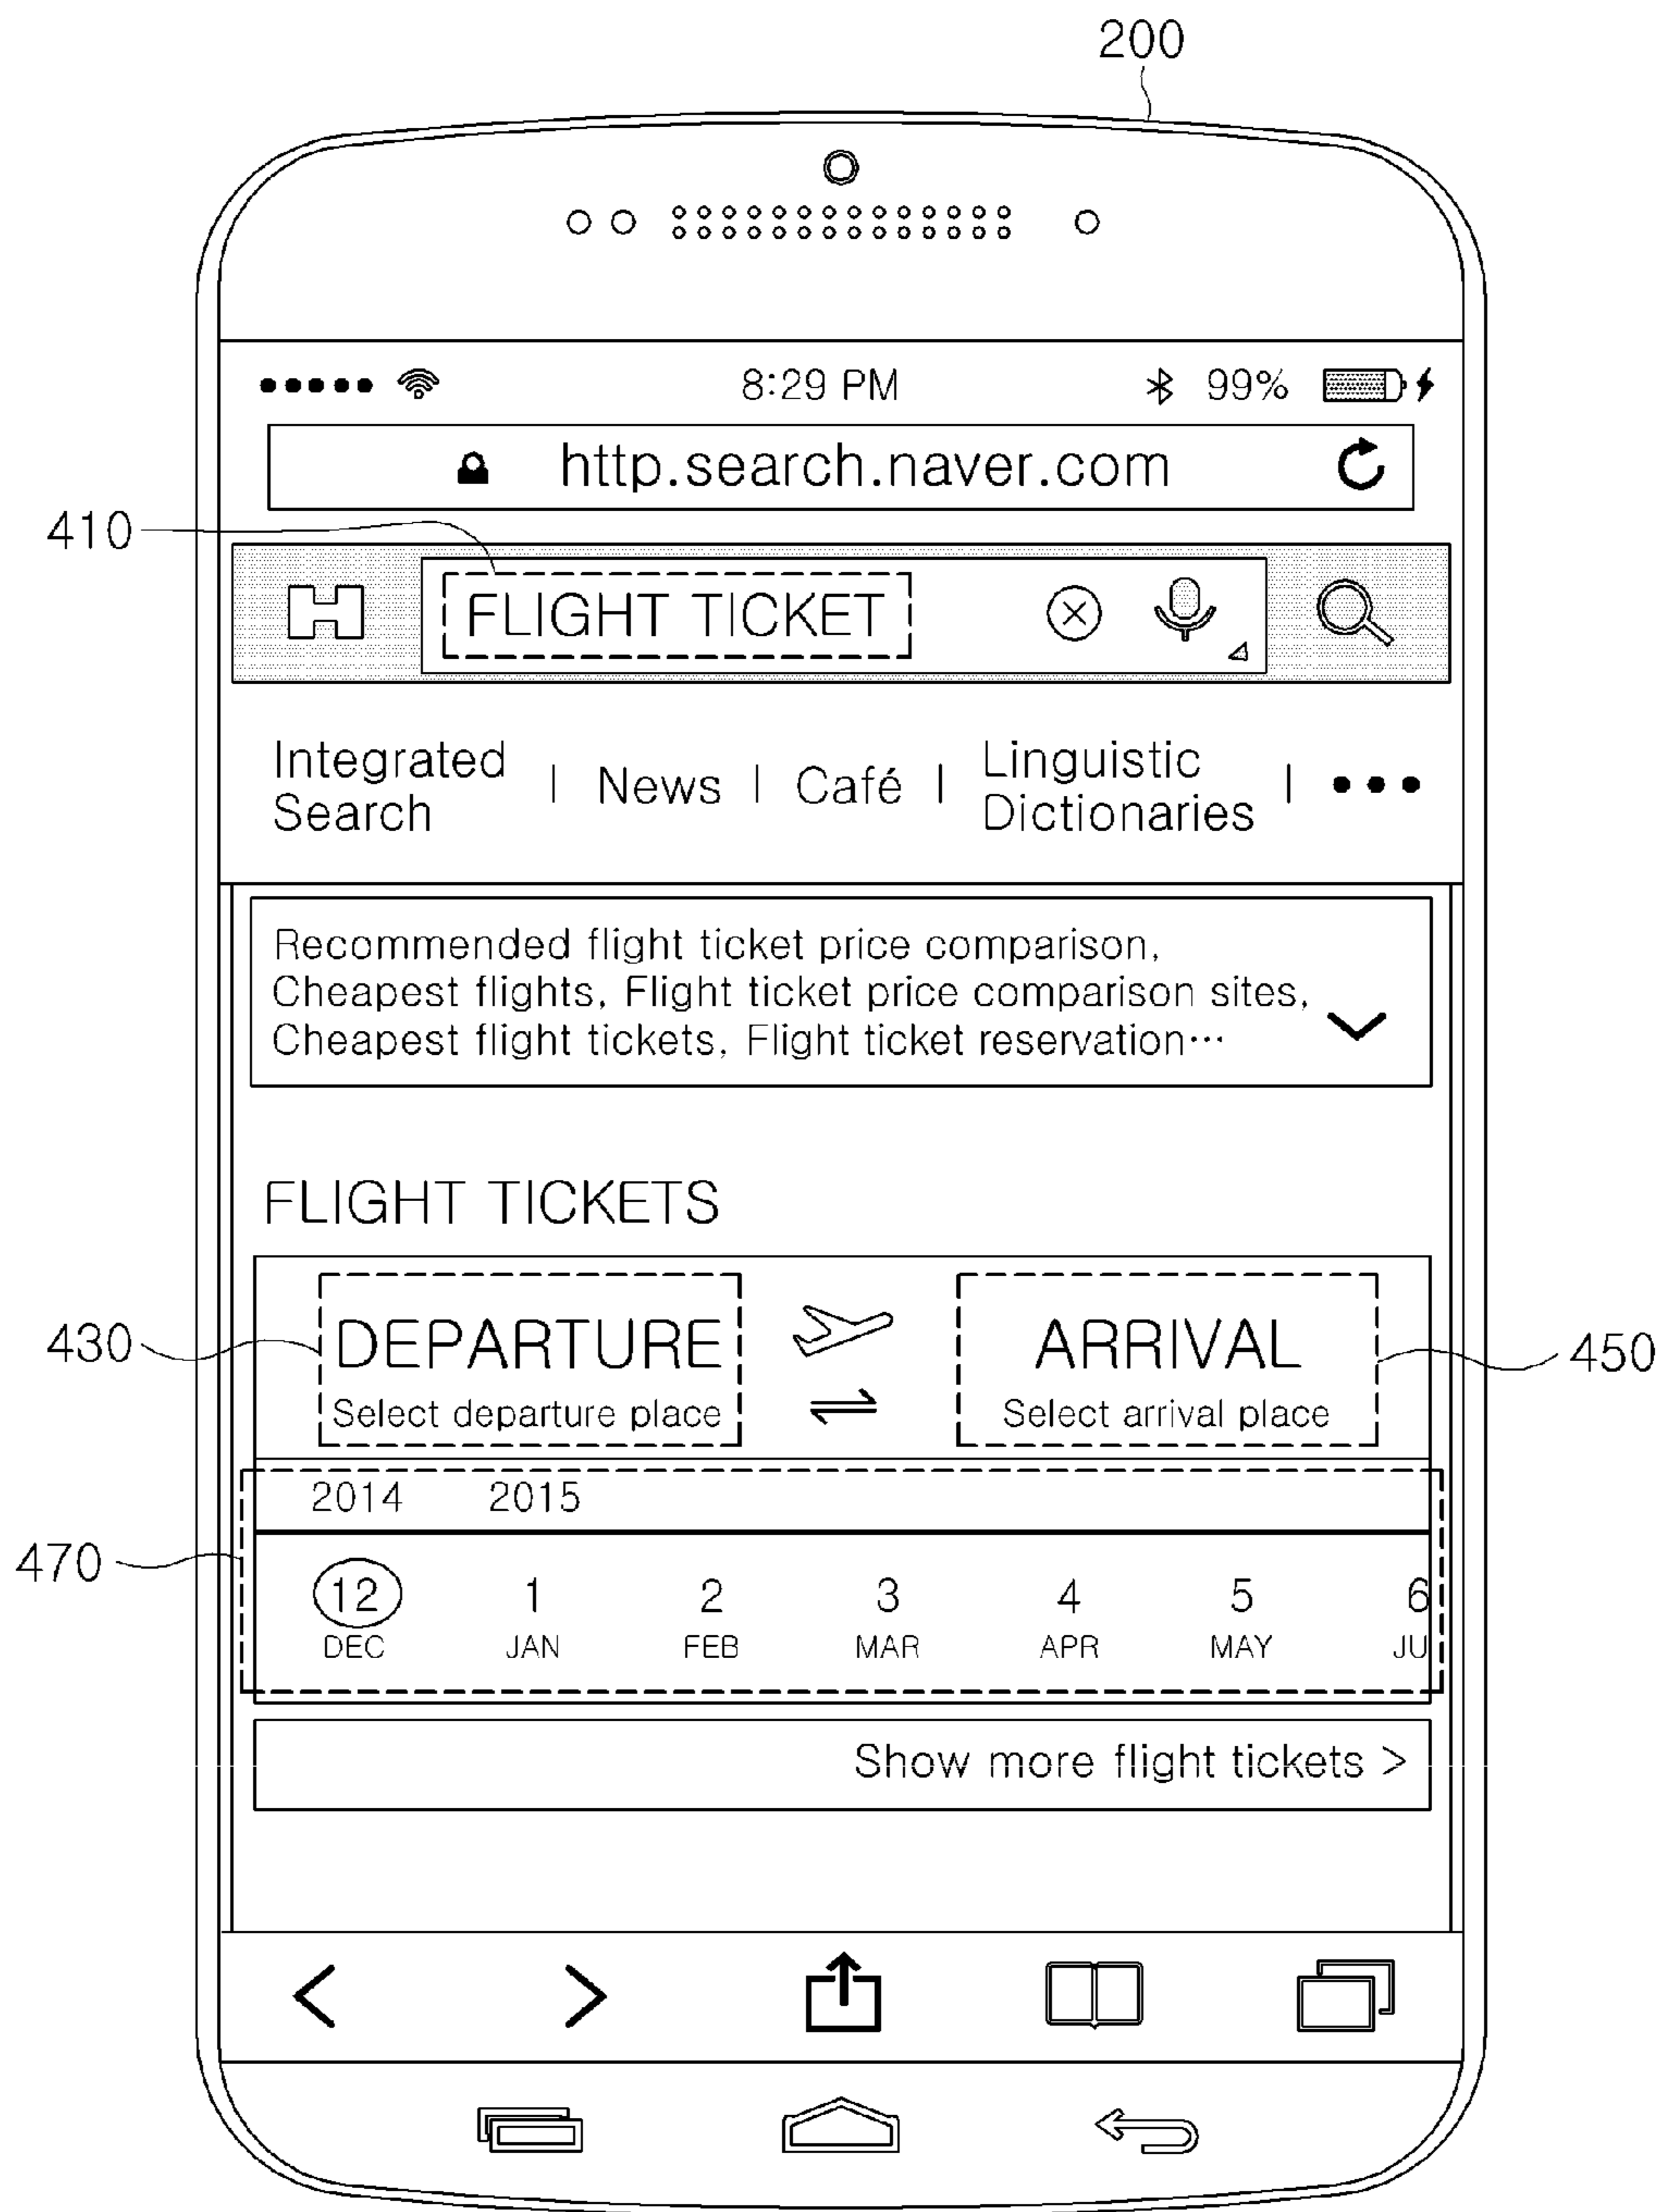 200
8:29 PM 99%
http.search.naver.com
410
FLIGHT TICKET
Integrated Search | News | Café | Linguistic Dictionaries | •••
Recommended flight ticket price comparison,
Cheapest flights, Flight ticket price comparison sites,
Cheapest flight tickets, Flight ticket reservation···
FLIGHT TICKETS
430
DEPARTURE ARRIVAL
450
Select departure place Select arrival place
2014 2015
470
12 1 2 3 4 5 6
DEC JAN FEB MAR APR MAY JU
Show more flight tickets >